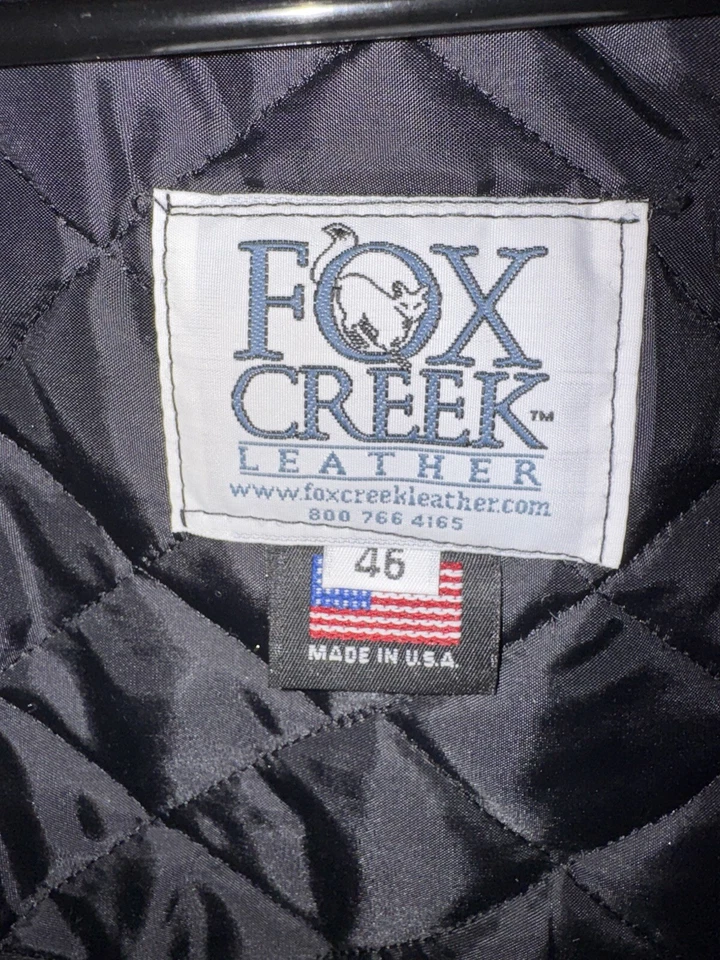 FOX
CREEK™
LEATHER
www.foxcreekleather.com
800 766 4165
46
MADE IN U.S.A.